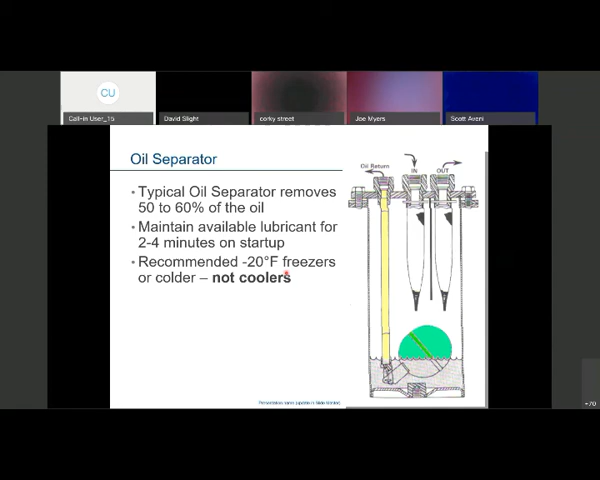 CU
Call-in User_15
David Slight
corky street
Joe Myers
Scott Aveni
Oil Separator
• Typical Oil Separator removes
50 to 60% of the oil
• Maintain available lubricant for
2-4 minutes on startup
• Recommended -20°F freezers
or colder – not coolers
Oil Return
IN
OUT
+70